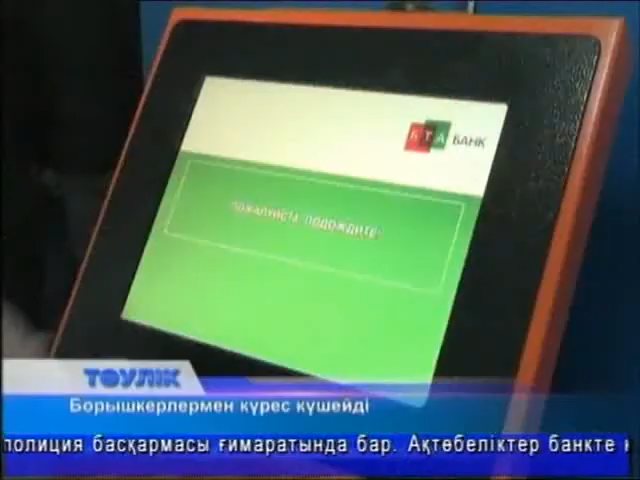 БТА БАНК
пожалуйста подождите
ТӘУЛІК
Борышкерлермен күрес күшейді
полиция басқармасы ғимаратында бар. Ақтөбеліктер банкте